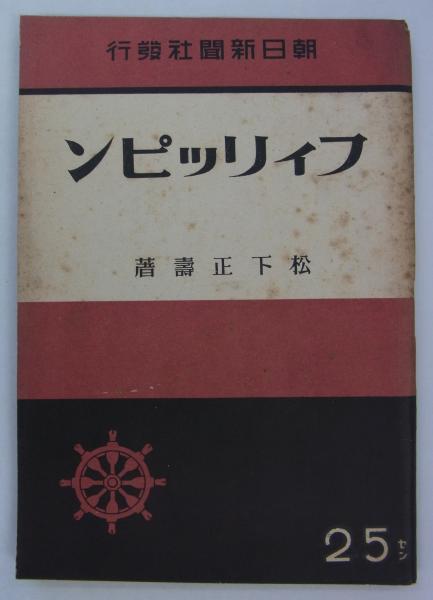 朝日新聞社發行
フィリッピン
松下正壽著
25セン